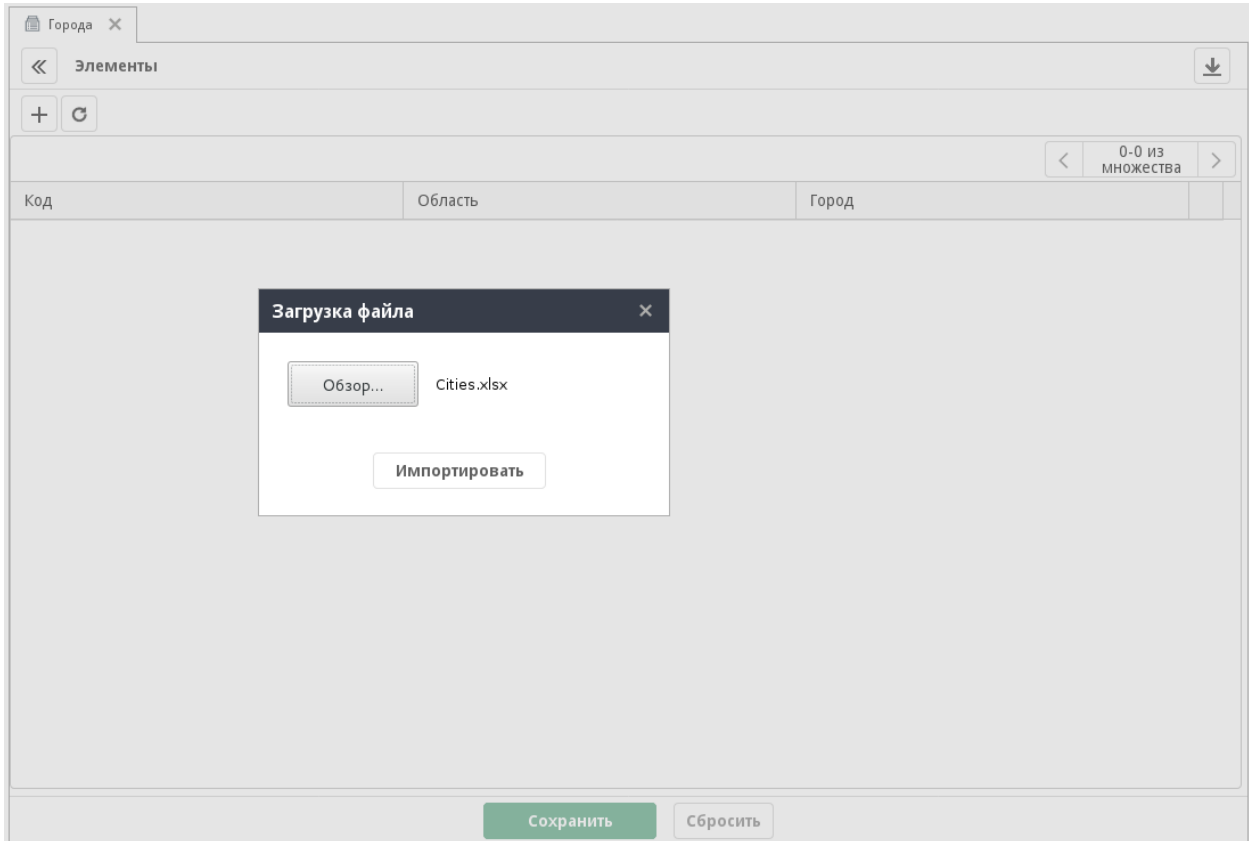 Города
Элементы
0-0 из
множества
Код Область Город
Загрузка файла
Обзор... Cities.xlsx
Импортировать
Сохранить Сбросить